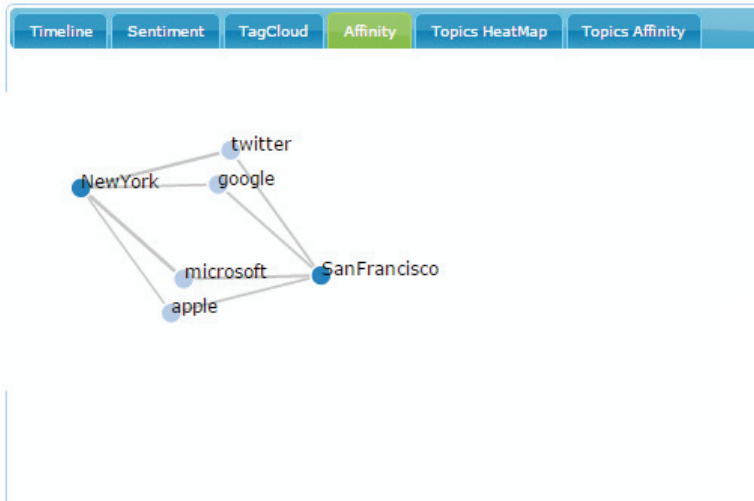 Timeline Sentiment TagCloud Affinity Topics HeatMap Topics Affinity
twitter
NewYork
google
microsoft
SanFrancisco
apple